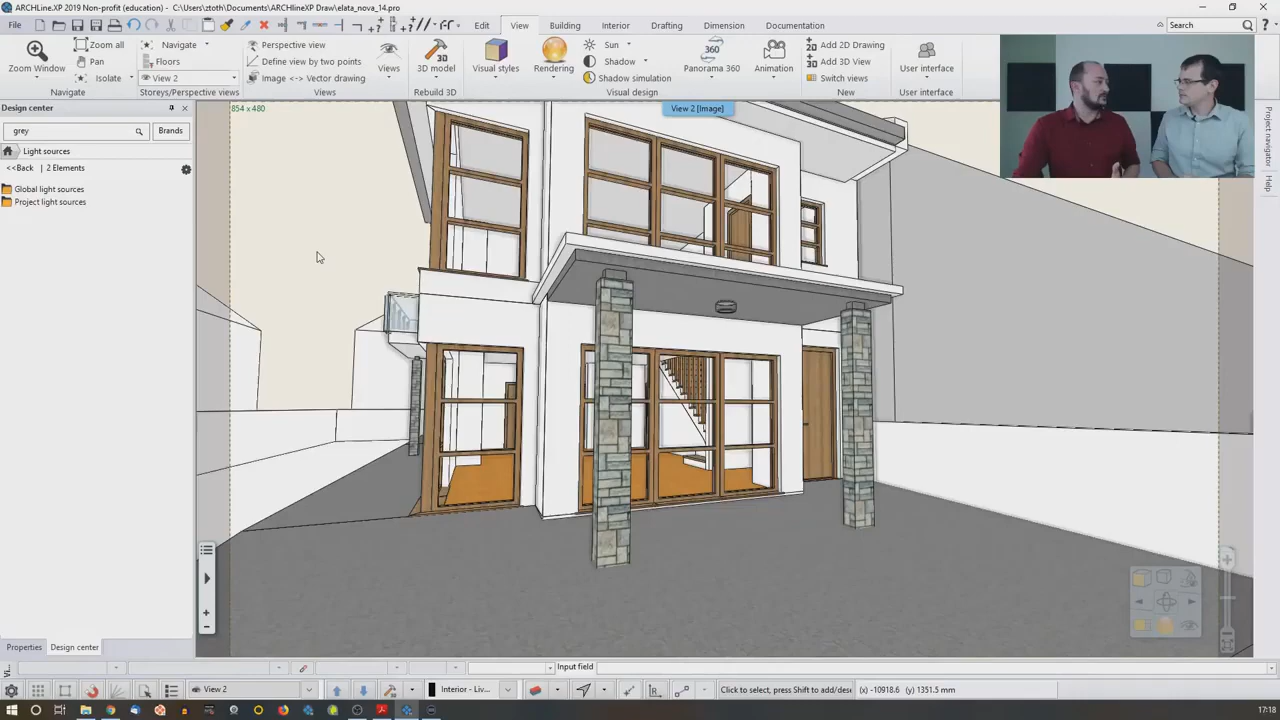 ARCHLine.XP 2019 Non-profit (education) - C:\Users\ztoth\Documents\ARCHlineXP Draw\elata_nova_14.pro
File
Edit
View
Building
Interior
Drafting
Dimension
Documentation
Search
Zoom Window
Zoom all
Pan
Isolate
Navigate
Navigate
Floors
View 2
Storeys/Perspective views
Perspective view
Define view by two points
Image <-> Vector drawing
Views
Views
3D model
Rebuild 3D
Visual styles
Rendering
Sun
Shadow
Shadow simulation
Visual design
Panorama 360
Animation
Add 2D Drawing
Add 3D View
Switch views
New
User interface
User interface
Design center
grey
Brands
Light sources
<<Back | 2 Elements
Global light sources
Project light sources
854 x 480
View 2 [Image]
Project navigator
Help
Properties
Design center
Input field
View 2
Interior - Liv...
Click to select, press Shift to add/dese
(x) -10918.6 (y) 1351.5 mm
17:18